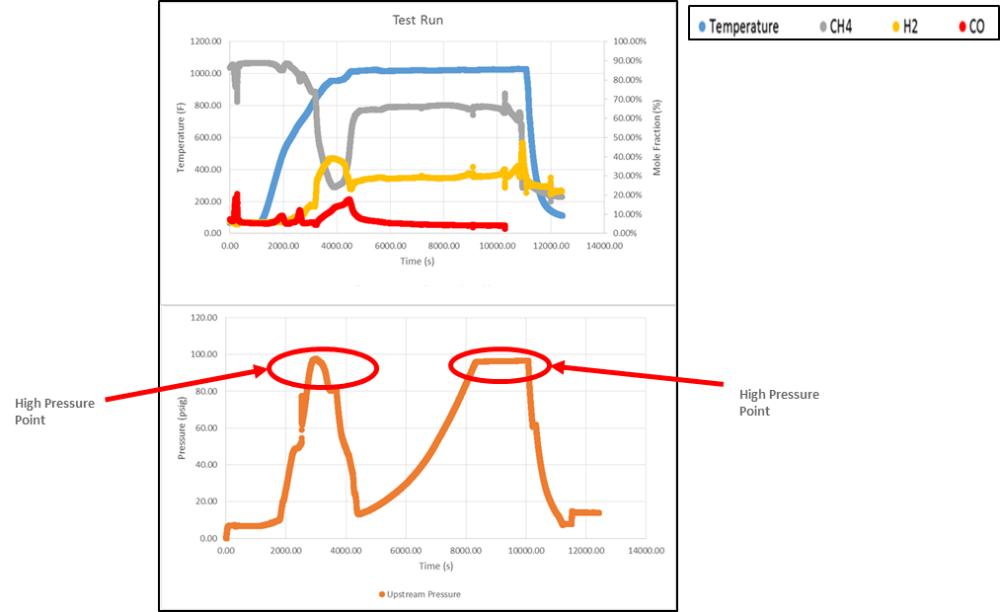 Test Run
Temperature CH4 H2 CO
1200.00
1000.00
800.00
600.00
400.00
200.00
0.00
Temperature (F)
100.00%
90.00%
80.00%
70.00%
60.00%
50.00%
40.00%
30.00%
20.00%
10.00%
0.00%
Mole Fraction (%)
0.00 2000.00 4000.00 6000.00 8000.00 10000.00 12000.00 14000.00
Time (s)
120.00
100.00
80.00
60.00
40.00
20.00
0.00
Pressure (psig)
0.00 2000.00 4000.00 6000.00 8000.00 10000.00 12000.00 14000.00
Time (s)
Upstream Pressure
High Pressure
Point
High Pressure
Point